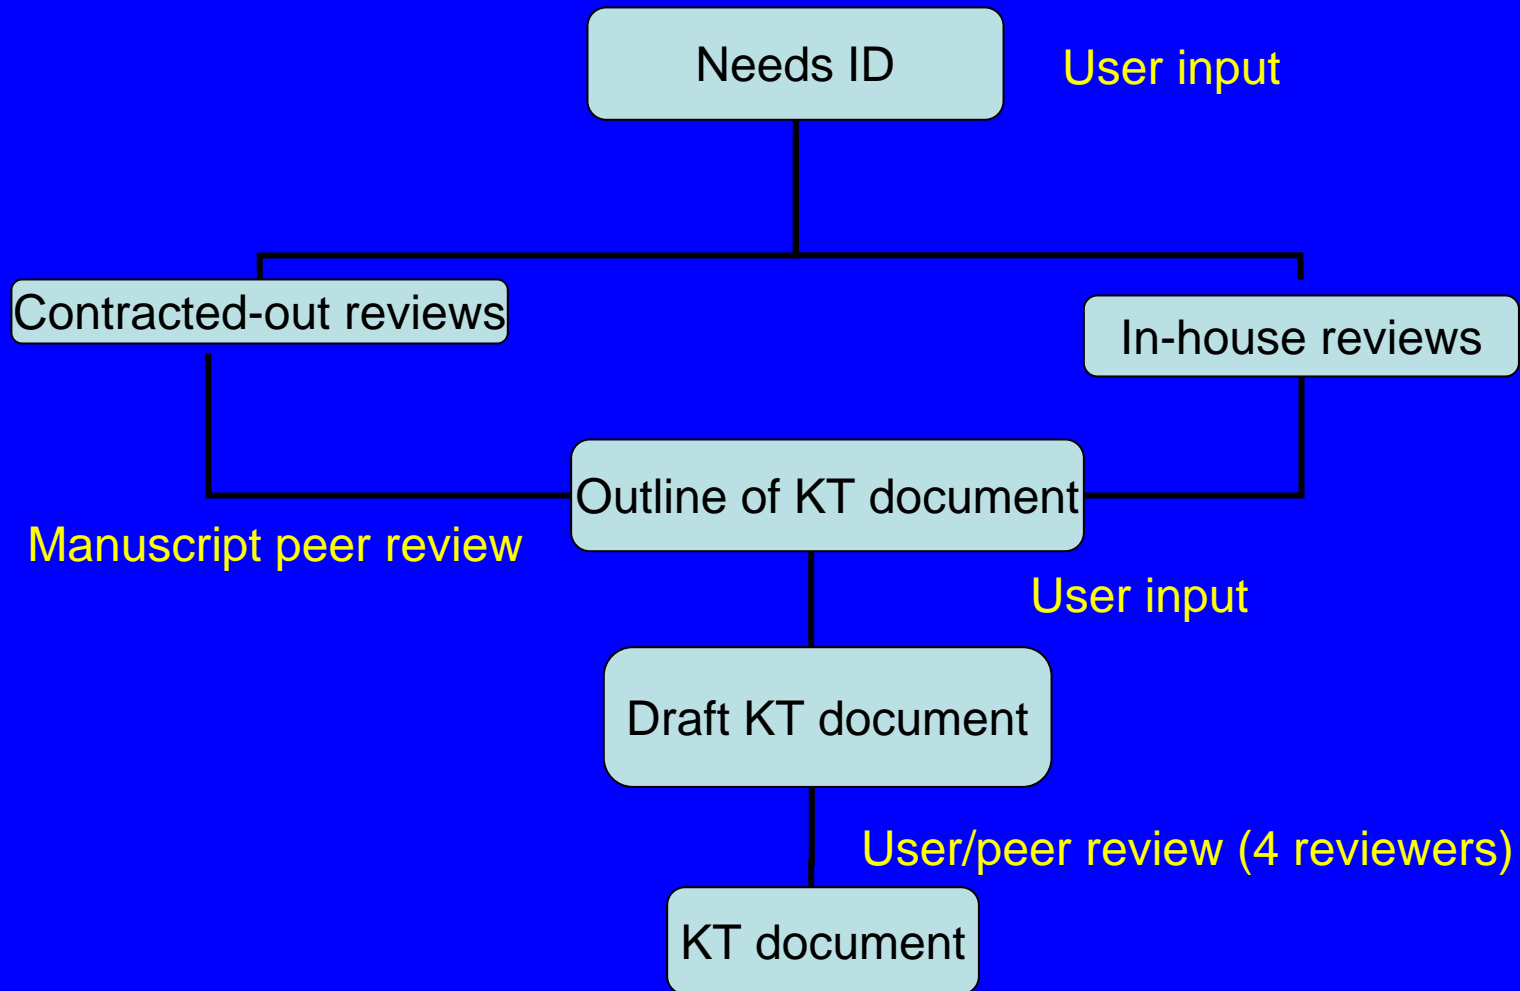 Needs ID
User input
Contracted-out reviews
In-house reviews
Outline of KT document
Manuscript peer review
User input
Draft KT document
User/peer review (4 reviewers)
KT document